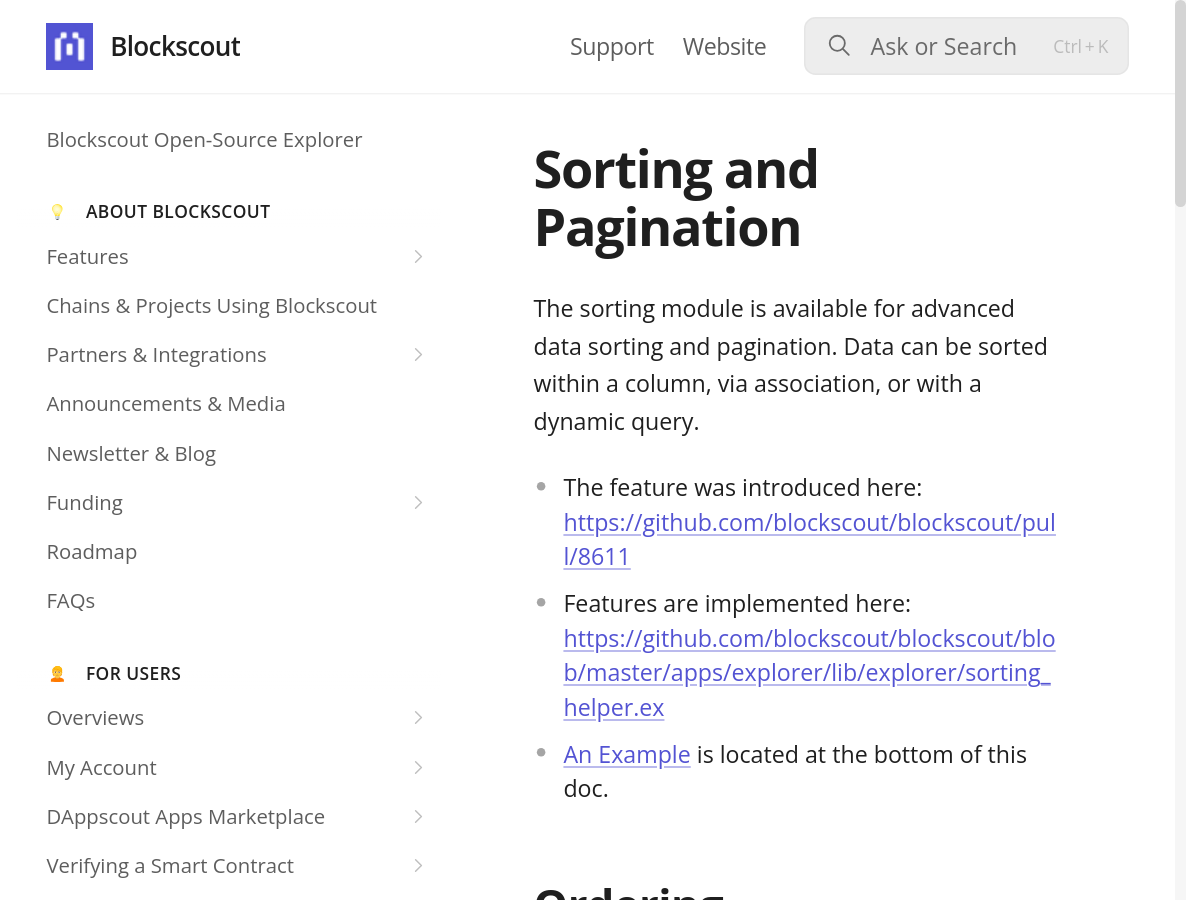 Blockscout
Support
Website
Ask or Search
Ctrl + K
Blockscout Open-Source Explorer
ABOUT BLOCKSCOUT
Features
Chains & Projects Using Blockscout
Partners & Integrations
Announcements & Media
Newsletter & Blog
Funding
Roadmap
FAQs
FOR USERS
Overviews
My Account
DAppscout Apps Marketplace
Verifying a Smart Contract
Sorting and
Pagination
The sorting module is available for advanced
data sorting and pagination. Data can be sorted
within a column, via association, or with a
dynamic query.
The feature was introduced here:
https://github.com/blockscout/blockscout/pul
l/8611
Features are implemented here:
https://github.com/blockscout/blockscout/blo
b/master/apps/explorer/lib/explorer/sorting_
helper.ex
An Example is located at the bottom of this
doc.
Ordering